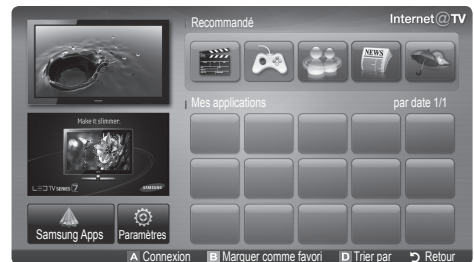 Recommandé
Internet@TV
NEWS
Mes applications
par date 1/1
Make it slimmer.
LED TV SERIES 7
SAMSUNG
Samsung Apps
Paramètres
A Connexion B Marquer comme favori D Trier par Retour